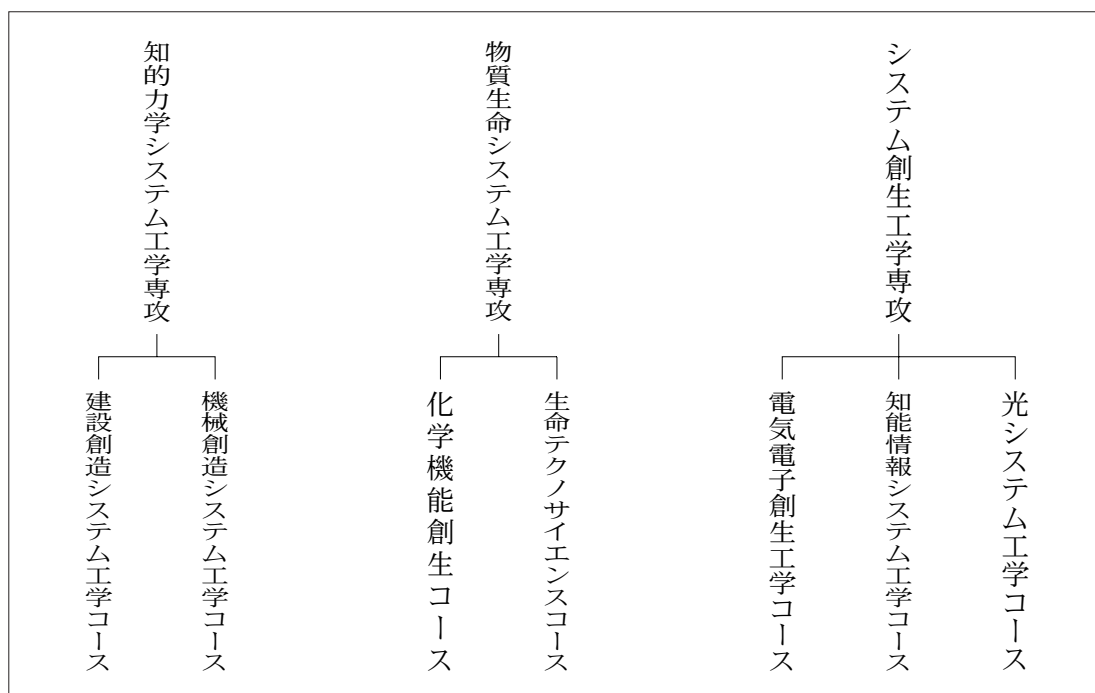 知的力学システム工学専攻
建設創造システム工学コース
機械創造システム工学コース
物質生命システム工学専攻
化学機能創生コース
生命テクノサイエンスコース
システム創生工学専攻
電気電子創生工学コース
知能情報システム工学コース
光システム工学コース